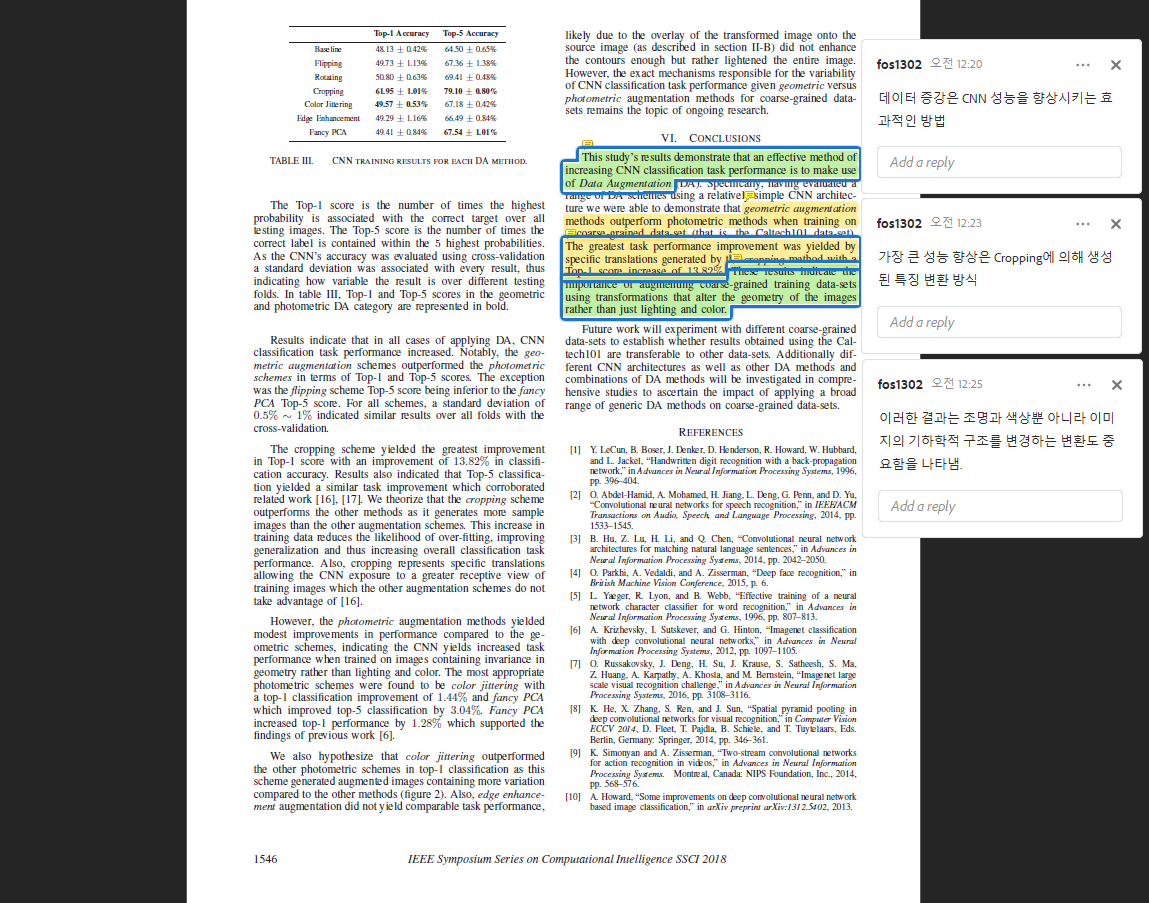 Top-1 Accuracy Top-5 Accuracy
Baseline 48.13 ± 0.42% 64.50 ± 0.65%
Flipping 49.73 ± 1.13% 67.36 ± 1.38%
Rotating 50.80 ± 0.63% 69.41 ± 0.48%
Cropping 61.95 ± 1.01% 79.10 ± 0.80%
Color Jittering 49.57 ± 0.53% 67.18 ± 0.42%
Edge Enhancement 49.29 ± 1.16% 66.49 ± 0.84%
Fancy PCA 49.41 ± 0.84% 67.54 ± 1.01%
TABLE III. CNN TRAINING RESULTS FOR EACH DA METHOD.
The Top-1 score is the number of times the highest
probability is associated with the correct target over all
testing images. The Top-5 score is the number of times the
correct label is contained within the 5 highest probabilities.
As the CNN's accuracy was evaluated using cross-validation
a standard deviation was associated with every result, thus
indicating how variable the result is over different testing
folds. In table III, Top-1 and Top-5 scores in the geometric
and photometric DA category are represented in bold.
Results indicate that in all cases of applying DA, CNN
classification task performance increased. Notably, the geo-
metric augmentation schemes outperformed the photometric
schemes in terms of Top-1 and Top-5 scores. The exception
was the flipping scheme Top-5 score being inferior to the fancy
PCA Top-5 score. For all schemes, a standard deviation of
0.5% ∼ 1% indicated similar results over all folds with the
cross-validation.
The cropping scheme yielded the greatest improvement
in Top-1 score with an improvement of 13.82% in classifi-
cation accuracy. Results also indicated that Top-5 classifica-
tion yielded a similar task improvement which corroborated
related work [16], [17]. We theorize that the cropping scheme
outperforms the other methods as it generates more sample
images than the other augmentation schemes. This increase in
training data reduces the likelihood of over-fitting, improving
generalization and thus increasing overall classification task
performance. Also, cropping represents specific translations
allowing the CNN exposure to a greater receptive view of
training images which the other augmentation schemes do not
take advantage of [16].
However, the photometric augmentation methods yielded
modest improvements in performance compared to the ge-
ometric schemes, indicating the CNN yields increased task
performance when trained on images containing invariance in
geometry rather than lighting and color. The most appropriate
photometric schemes were found to be color jittering with
a top-1 classification improvement of 1.44% and fancy PCA
which improved top-5 classification by 3.04%. Fancy PCA
increased top-1 performance by 1.28% which supported the
findings of previous work [6].
We also hypothesize that color jittering outperformed
the other photometric schemes in top-1 classification as this
scheme generated augmented images containing more variation
compared to the other methods (figure 2). Also, edge enhance-
ment augmentation did not yield comparable task performance,
likely due to the overlay of the transformed image onto the
source image (as described in section II-B) did not enhance
the contours enough but rather lightened the entire image.
However, the exact mechanisms responsible for the variability
of CNN classification task performance given geometric versus
photometric augmentation methods for coarse-grained data-
sets remains the topic of ongoing research.
VI. CONCLUSIONS
This study's results demonstrate that an effective method of
increasing CNN classification task performance is to make use
of Data Augmentation (DA). Specifically, having evaluated a
range of DA schemes using a relatively simple CNN architec-
ture we were able to demonstrate that geometric augmentation
methods outperform photometric methods when training on
coarse-grained data-set (that is, the Caltech101 data-set).
The greatest task performance improvement was yielded by
specific translations generated by the cropping method with a
Top-1 score increase of 13.82%. These results indicate the
importance of augmenting coarse-grained training data-sets
using transformations that alter the geometry of the images
rather than just lighting and color.
Future work will experiment with different coarse-grained
data-sets to establish whether results obtained using the Cal-
tech101 are transferable to other data-sets. Additionally dif-
ferent CNN architectures as well as other DA methods and
combinations of DA methods will be investigated in compre-
hensive studies to ascertain the impact of applying a broad
range of generic DA methods on coarse-grained data-sets.
REFERENCES
[1] Y. LeCun, B. Boser, J. Denker, D. Henderson, R. Howard, W. Hubbard,
and L. Jackel, "Handwritten digit recognition with a back-propagation
network," in Advances in Neural Information Processing Systems, 1996,
pp. 396–404.
[2] O. Abdel-Hamid, A. Mohamed, H. Jiang, L. Deng, G. Penn, and D. Yu,
"Convolutional neural networks for speech recognition," in IEEE/ACM
Transactions on Audio, Speech, and Language Processing, 2014, pp.
1533–1545.
[3] B. Hu, Z. Lu, H. Li, and Q. Chen, "Convolutional neural network
architectures for matching natural language sentences," in Advances in
Neural Information Processing Systems, 2014, pp. 2042–2050.
[4] O. Parkhi, A. Vedaldi, and A. Zisserman, "Deep face recognition," in
British Machine Vision Conference, 2015, p. 6.
[5] L. Yaeger, R. Lyon, and B. Webb, "Effective training of a neural
network character classifier for word recognition," in Advances in
Neural Information Processing Systems, 1996, pp. 807–813.
[6] A. Krizhevsky, I. Sutskever, and G. Hinton, "Imagenet classification
with deep convolutional neural networks," in Advances in Neural
Information Processing Systems, 2012, pp. 1097–1105.
[7] O. Russakovsky, J. Deng, H. Su, J. Krause, S. Satheesh, S. Ma,
Z. Huang, A. Karpathy, A. Khosla, and M. Bernstein, "Imagenet large
scale visual recognition challenge," in Advances in Neural Information
Processing Systems, 2016, pp. 3108–3116.
[8] K. He, X. Zhang, S. Ren, and J. Sun, "Spatial pyramid pooling in
deep convolutional networks for visual recognition," in Computer Vision
ECCV 2014, D. Fleet, T. Pajdla, B. Schiele, and T. Tuytelaars, Eds.
Berlin, Germany: Springer, 2014, pp. 346–361.
[9] K. Simonyan and A. Zisserman, "Two-stream convolutional networks
for action recognition in videos," in Advances in Neural Information
Processing Systems. Montreal, Canada: NIPS Foundation, Inc., 2014,
pp. 568–576.
[10] A. Howard, "Some improvements on deep convolutional neural network
based image classification," in arXiv preprint arXiv:1312.5402, 2013.
1546 IEEE Symposium Series on Computational Intelligence SSCI 2018
fos1302 오전 12:20
데이터 증강은 CNN 성능을 향상시키는 효
과적인 방법
Add a reply
fos1302 오전 12:23
가장 큰 성능 향상은 Cropping에 의해 생성
된 특징 변환 방식
Add a reply
fos1302 오전 12:25
이러한 결과는 조명과 색상뿐 아니라 이미
지의 기하학적 구조를 변경하는 변환도 중
요함을 나타냄.
Add a reply